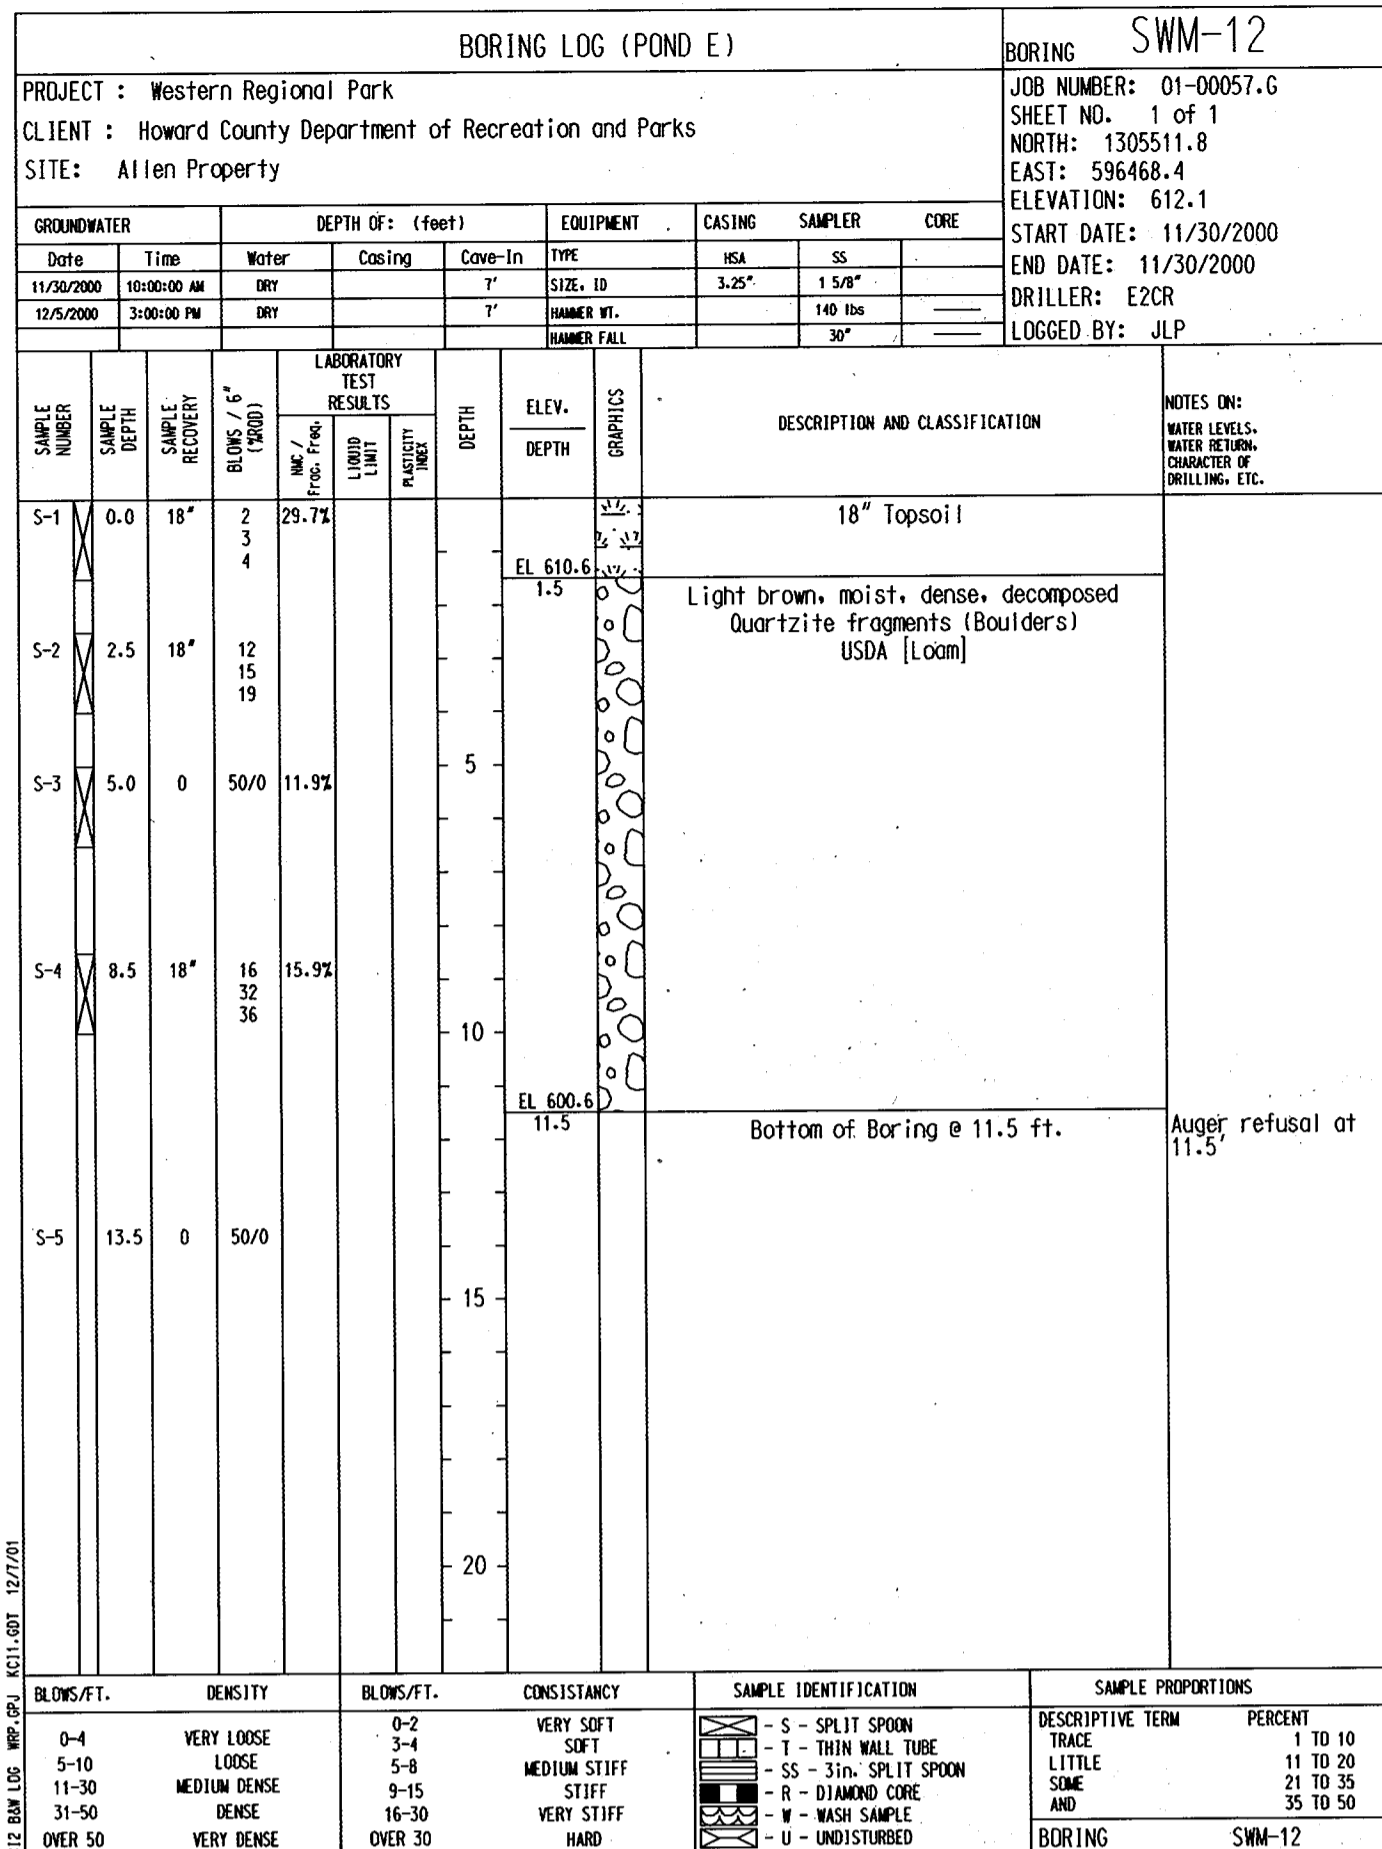 BORING LOG (POND E)
BORING SWM-12
PROJECT : Western Regional Park
CLIENT : Howard County Department of Recreation and Parks
SITE: Allen Property
JOB NUMBER: 01-00057.G
SHEET NO. 1 of 1
NORTH: 1305511.8
EAST: 596468.4
ELEVATION: 612.1
START DATE: 11/30/2000
END DATE: 11/30/2000
DRILLER: E2CR
LOGGED BY: JLP
GROUNDWATER DEPTH OF: (feet) EQUIPMENT CASING SAMPLER CORE
Date Time Water Casing Cave-In TYPE HSA SS
11/30/2000 10:00:00 AM DRY 7' SIZE, ID 3.25" 1 5/8"
12/5/2000 3:00:00 PM DRY 7' HAMMER WT. 140 lbs
HAMMER FALL 30"
SAMPLE NUMBER
SAMPLE DEPTH
SAMPLE RECOVERY
BLOWS / 6" (%RQD)
LABORATORY TEST RESULTS
NMC / Frac. Freq.
LIQUID LIMIT
PLASTICITY INDEX
DEPTH
ELEV.
DEPTH
GRAPHICS
DESCRIPTION AND CLASSIFICATION
NOTES ON:
WATER LEVELS,
WATER RETURN,
CHARACTER OF
DRILLING, ETC.
S-1 0.0 18" 2 29.7% 18" Topsoil
3
4
EL 610.6
1.5
Light brown, moist, dense, decomposed
Quartzite fragments (Boulders)
USDA [Loam]
S-2 2.5 18" 12
15
19
5
S-3 5.0 0 50/0 11.9%
S-4 8.5 18" 16 15.9%
32
36
10
EL 600.6
11.5
Bottom of Boring @ 11.5 ft.
Auger refusal at
11.5'
S-5 13.5 0 50/0
15
20
12 B&W LOG WRP.GPJ KCI1.GDT 12/7/01
BLOWS/FT. DENSITY
0-4 VERY LOOSE
5-10 LOOSE
11-30 MEDIUM DENSE
31-50 DENSE
OVER 50 VERY DENSE
BLOWS/FT. CONSISTANCY
0-2 VERY SOFT
3-4 SOFT
5-8 MEDIUM STIFF
9-15 STIFF
16-30 VERY STIFF
OVER 30 HARD
SAMPLE IDENTIFICATION
- S - SPLIT SPOON
- T - THIN WALL TUBE
- SS - 3in. SPLIT SPOON
- R - DIAMOND CORE
- W - WASH SAMPLE
- U - UNDISTURBED
SAMPLE PROPORTIONS
DESCRIPTIVE TERM PERCENT
TRACE 1 TO 10
LITTLE 11 TO 20
SOME 21 TO 35
AND 35 TO 50
BORING SWM-12